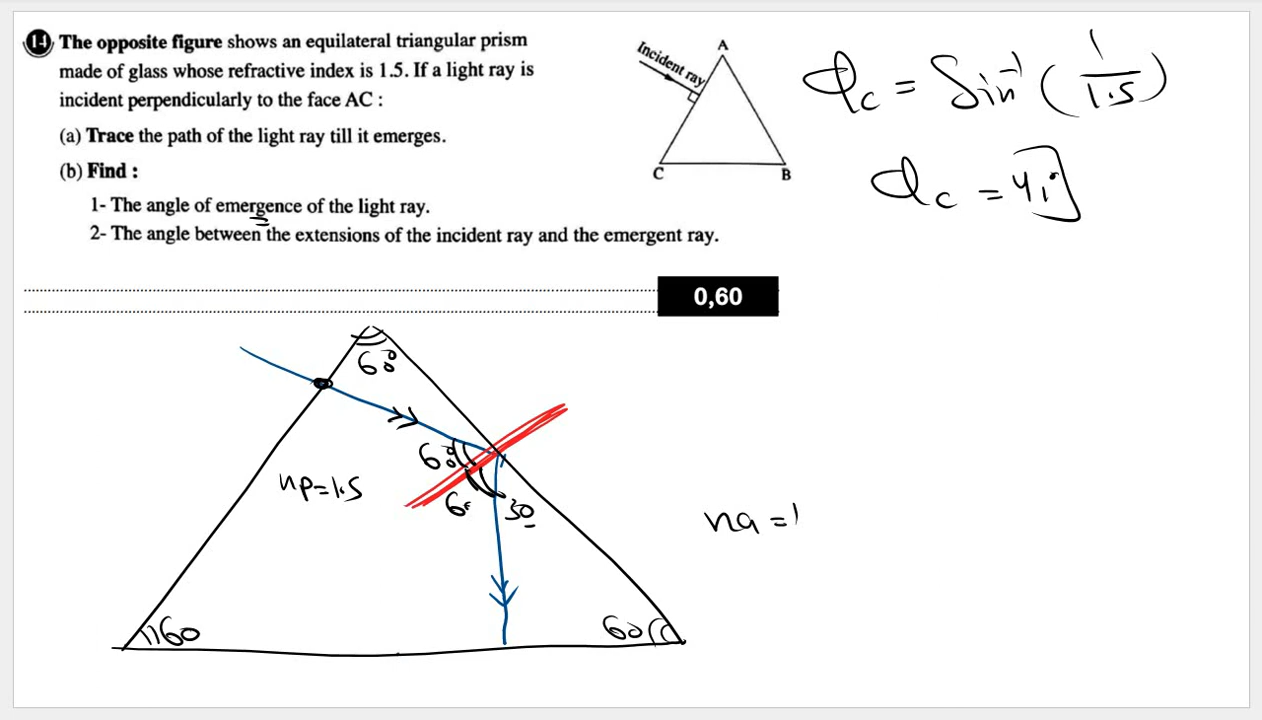 14 The opposite figure shows an equilateral triangular prism
made of glass whose refractive index is 1.5. If a light ray is
incident perpendicularly to the face AC :
(a) Trace the path of the light ray till it emerges.
(b) Find :
1- The angle of emergence of the light ray.
2- The angle between the extensions of the incident ray and the emergent ray.
Incident ray
A
C
B
ϕc = Sin⁻¹ (1/1.5)
ϕc = 41.8
0,60
60
60
60
30
np=1.5
na=1
60
60